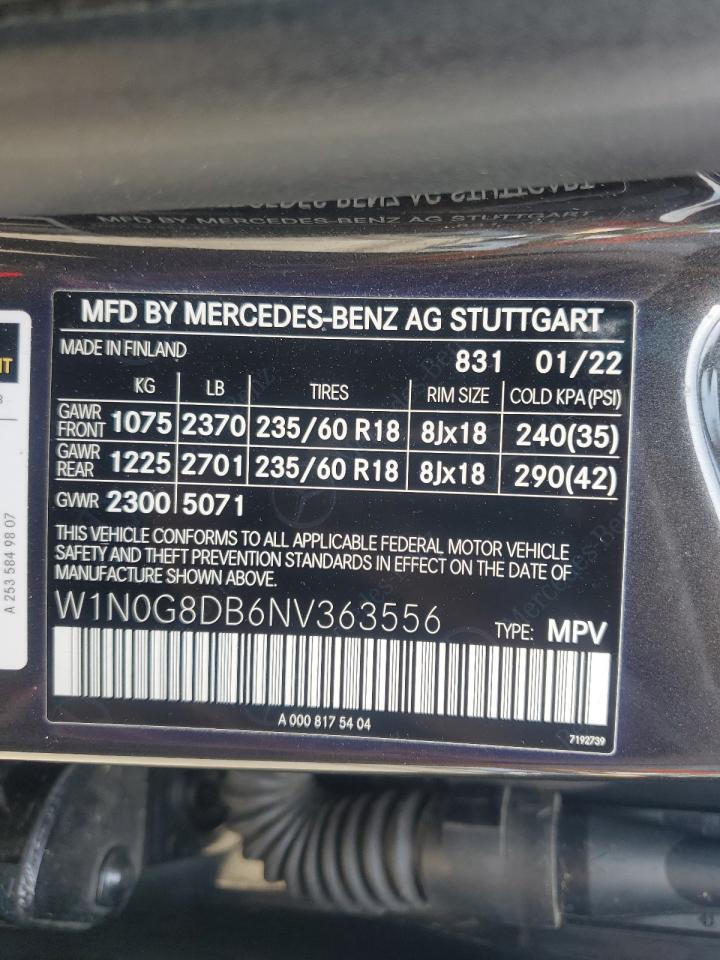 MFD BY MERCEDES-BENZ AG STUTTGART
MFD BY MERCEDES-BENZ AG STUTTGART
MADE IN FINLAND 831 01/22
KG LB TIRES RIM SIZE COLD KPA (PSI)
GAWR FRONT 1075 2370 235/60 R18 8Jx18 240(35)
GAWR REAR 1225 2701 235/60 R18 8Jx18 290(42)
GVWR 2300 5071
THIS VEHICLE CONFORMS TO ALL APPLICABLE FEDERAL MOTOR VEHICLE
SAFETY AND THEFT PREVENTION STANDARDS IN EFFECT ON THE DATE OF
MANUFACTURE SHOWN ABOVE.
W1N0G8DB6NV363556 TYPE: MPV
A 000 817 54 04
7192739
A 253 584 98 07